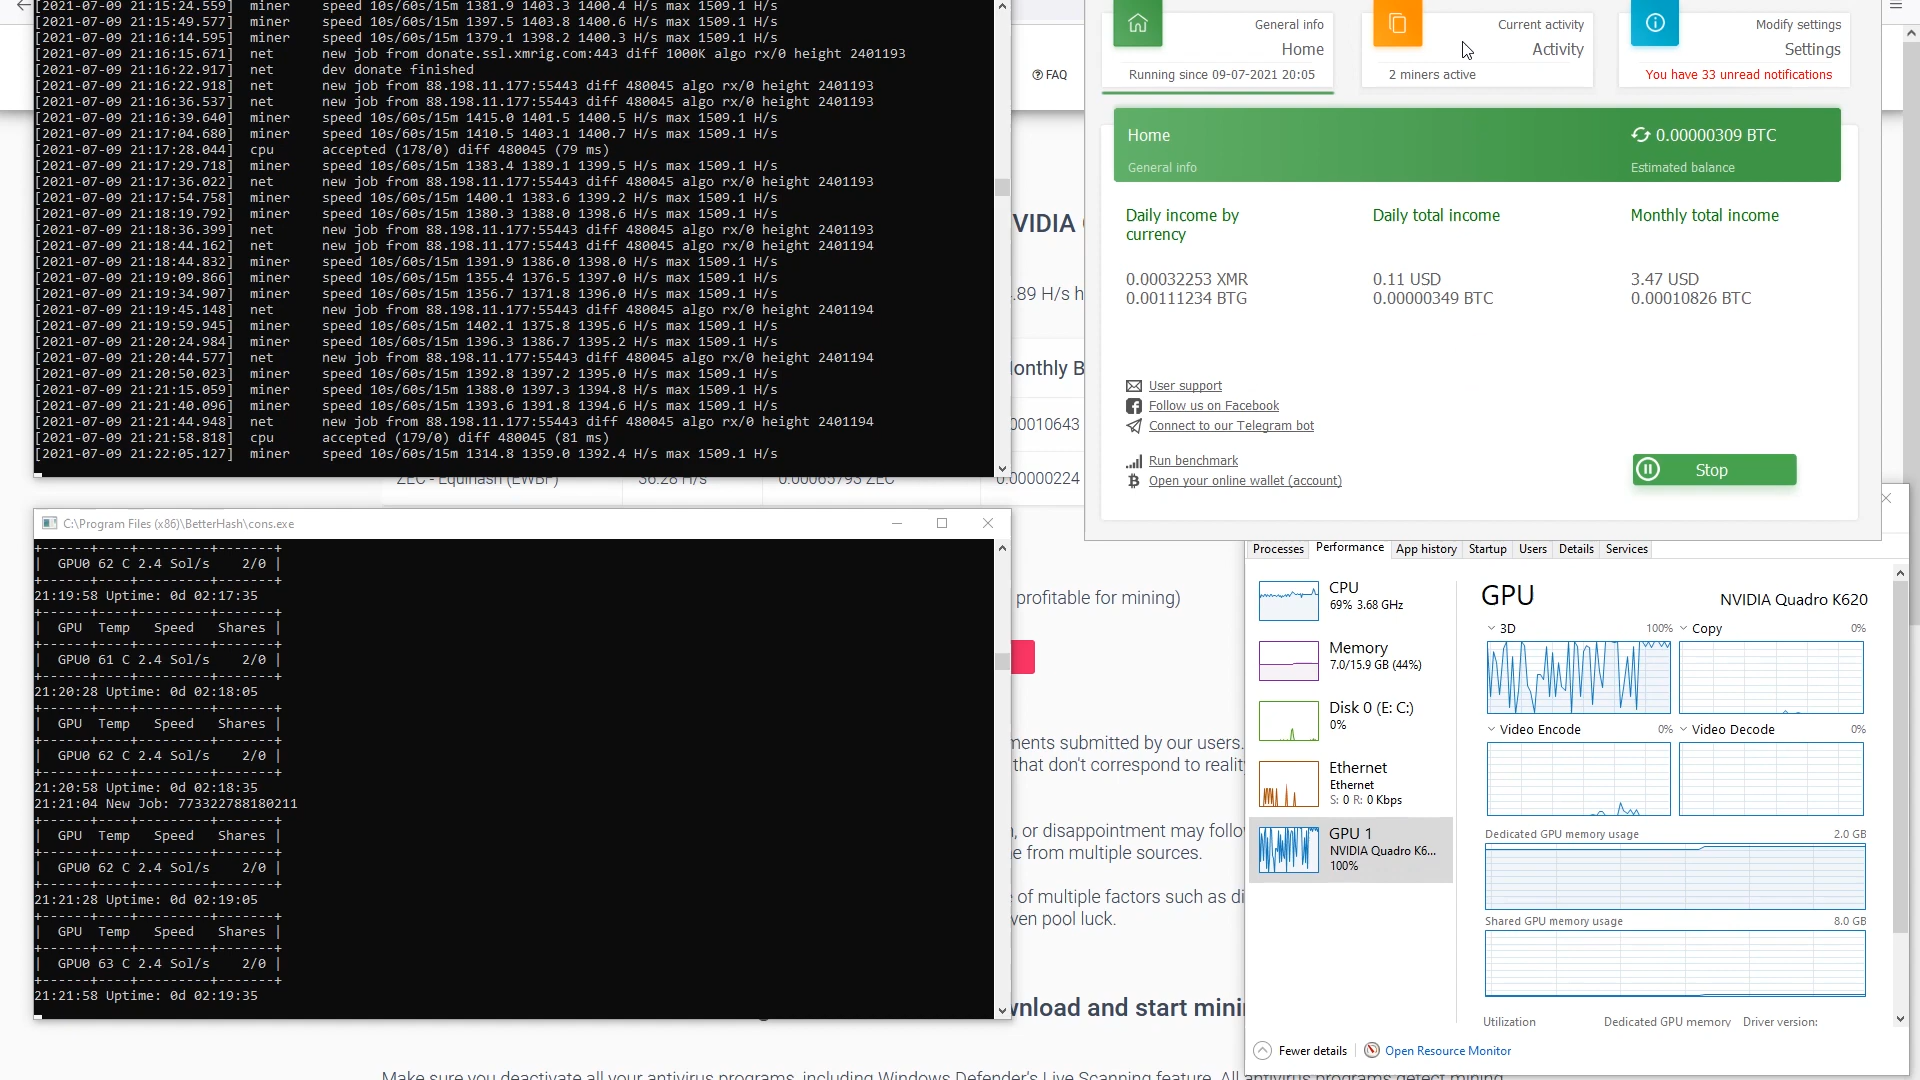 [2021-07-09 21:15:24.559]  miner    speed 10s/60s/15m 1381.9 1403.3 1400.4 H/s max 1509.1 H/s
[2021-07-09 21:15:49.577]  miner    speed 10s/60s/15m 1397.5 1403.8 1400.6 H/s max 1509.1 H/s
[2021-07-09 21:16:14.595]  miner    speed 10s/60s/15m 1379.1 1398.2 1400.3 H/s max 1509.1 H/s
[2021-07-09 21:16:15.671]  net      new job from donate.ssl.xmrig.com:443 diff 1000K algo rx/0 height 2401193
[2021-07-09 21:16:22.917]  net      dev donate finished
[2021-07-09 21:16:22.918]  net      new job from 88.198.11.177:55443 diff 480045 algo rx/0 height 2401193
[2021-07-09 21:16:36.537]  net      new job from 88.198.11.177:55443 diff 480045 algo rx/0 height 2401193
[2021-07-09 21:16:39.640]  miner    speed 10s/60s/15m 1415.0 1401.5 1400.5 H/s max 1509.1 H/s
[2021-07-09 21:17:04.680]  miner    speed 10s/60s/15m 1410.5 1403.1 1400.7 H/s max 1509.1 H/s
[2021-07-09 21:17:28.044]  cpu      accepted (178/0) diff 480045 (79 ms)
[2021-07-09 21:17:29.718]  miner    speed 10s/60s/15m 1383.4 1389.1 1399.5 H/s max 1509.1 H/s
[2021-07-09 21:17:36.022]  net      new job from 88.198.11.177:55443 diff 480045 algo rx/0 height 2401193
[2021-07-09 21:17:54.758]  miner    speed 10s/60s/15m 1400.1 1383.6 1399.2 H/s max 1509.1 H/s
[2021-07-09 21:18:19.792]  miner    speed 10s/60s/15m 1380.3 1388.0 1398.6 H/s max 1509.1 H/s
[2021-07-09 21:18:36.399]  net      new job from 88.198.11.177:55443 diff 480045 algo rx/0 height 2401193
[2021-07-09 21:18:44.162]  net      new job from 88.198.11.177:55443 diff 480045 algo rx/0 height 2401194
[2021-07-09 21:18:44.832]  miner    speed 10s/60s/15m 1391.9 1386.0 1398.0 H/s max 1509.1 H/s
[2021-07-09 21:19:09.866]  miner    speed 10s/60s/15m 1355.4 1376.5 1397.0 H/s max 1509.1 H/s
[2021-07-09 21:19:34.907]  miner    speed 10s/60s/15m 1356.7 1371.8 1396.0 H/s max 1509.1 H/s
[2021-07-09 21:19:45.148]  net      new job from 88.198.11.177:55443 diff 480045 algo rx/0 height 2401194
[2021-07-09 21:19:59.945]  miner    speed 10s/60s/15m 1402.1 1375.8 1395.6 H/s max 1509.1 H/s
[2021-07-09 21:20:24.984]  miner    speed 10s/60s/15m 1396.3 1386.7 1395.2 H/s max 1509.1 H/s
[2021-07-09 21:20:44.577]  net      new job from 88.198.11.177:55443 diff 480045 algo rx/0 height 2401194
[2021-07-09 21:20:50.023]  miner    speed 10s/60s/15m 1392.8 1397.2 1395.0 H/s max 1509.1 H/s
[2021-07-09 21:21:15.059]  miner    speed 10s/60s/15m 1388.0 1397.3 1394.8 H/s max 1509.1 H/s
[2021-07-09 21:21:40.096]  miner    speed 10s/60s/15m 1393.6 1391.8 1394.6 H/s max 1509.1 H/s
[2021-07-09 21:21:44.948]  net      new job from 88.198.11.177:55443 diff 480045 algo rx/0 height 2401194
[2021-07-09 21:21:58.818]  cpu      accepted (179/0) diff 480045 (81 ms)
[2021-07-09 21:22:05.127]  miner    speed 10s/60s/15m 1314.8 1359.0 1392.4 H/s max 1509.1 H/s
ZEC - Equihash (EWBF) 36.28 H/s 0.00065793 ZEC 0.00000224
C:\Program Files (x86)\BetterHash\cons.exe
+------+----+---------+-------+
|  GPU0 62 C 2.4 Sol/s    2/0 |
+------+----+---------+-------+
21:19:58 Uptime: 0d 02:17:35
+------+----+---------+-------+
|  GPU  Temp   Speed   Shares |
+------+----+---------+-------+
|  GPU0 61 C 2.4 Sol/s    2/0 |
+------+----+---------+-------+
21:20:28 Uptime: 0d 02:18:05
+------+----+---------+-------+
|  GPU  Temp   Speed   Shares |
+------+----+---------+-------+
|  GPU0 62 C 2.4 Sol/s    2/0 |
+------+----+---------+-------+
21:20:58 Uptime: 0d 02:18:35
21:21:04 New Job: 773322788180211
+------+----+---------+-------+
|  GPU  Temp   Speed   Shares |
+------+----+---------+-------+
|  GPU0 62 C 2.4 Sol/s    2/0 |
+------+----+---------+-------+
21:21:28 Uptime: 0d 02:19:05
+------+----+---------+-------+
|  GPU  Temp   Speed   Shares |
+------+----+---------+-------+
|  GPU0 63 C 2.4 Sol/s    2/0 |
+------+----+---------+-------+
21:21:58 Uptime: 0d 02:19:35
FAQ
VIDIA
.89 H/s h
onthly B
00010643
profitable for mining)
ments submitted by our users.
that don't correspond to realit
, or disappointment may follo
e from multiple sources.
of multiple factors such as di
ven pool luck.
wnload and start mini
Make sure you deactivate all your antivirus programs, including Windows Defender's Live Scanning feature. All antivirus programs detect mining
General info
Home
Running since 09-07-2021 20:05
Current activity
Activity
2 miners active
Modify settings
Settings
You have 33 unread notifications
Home
General info
0.00000309 BTC
Estimated balance
Daily income by
currency
0.00032253 XMR
0.00111234 BTG
Daily total income
0.11 USD
0.00000349 BTC
Monthly total income
3.47 USD
0.00010826 BTC
User support
Follow us on Facebook
Connect to our Telegram bot
Run benchmark
Open your online wallet (account)
Stop
Processes Performance App history Startup Users Details Services
CPU
69% 3.68 GHz
Memory
7.0/15.9 GB (44%)
Disk 0 (E: C:)
0%
Ethernet
Ethernet
S: 0 R: 0 Kbps
GPU 1
NVIDIA Quadro K6...
100%
GPU NVIDIA Quadro K620
3D 100% Copy 0%
Video Encode 0% Video Decode 0%
Dedicated GPU memory usage 2.0 GB
Shared GPU memory usage 8.0 GB
Utilization Dedicated GPU memory Driver version:
Fewer details Open Resource Monitor